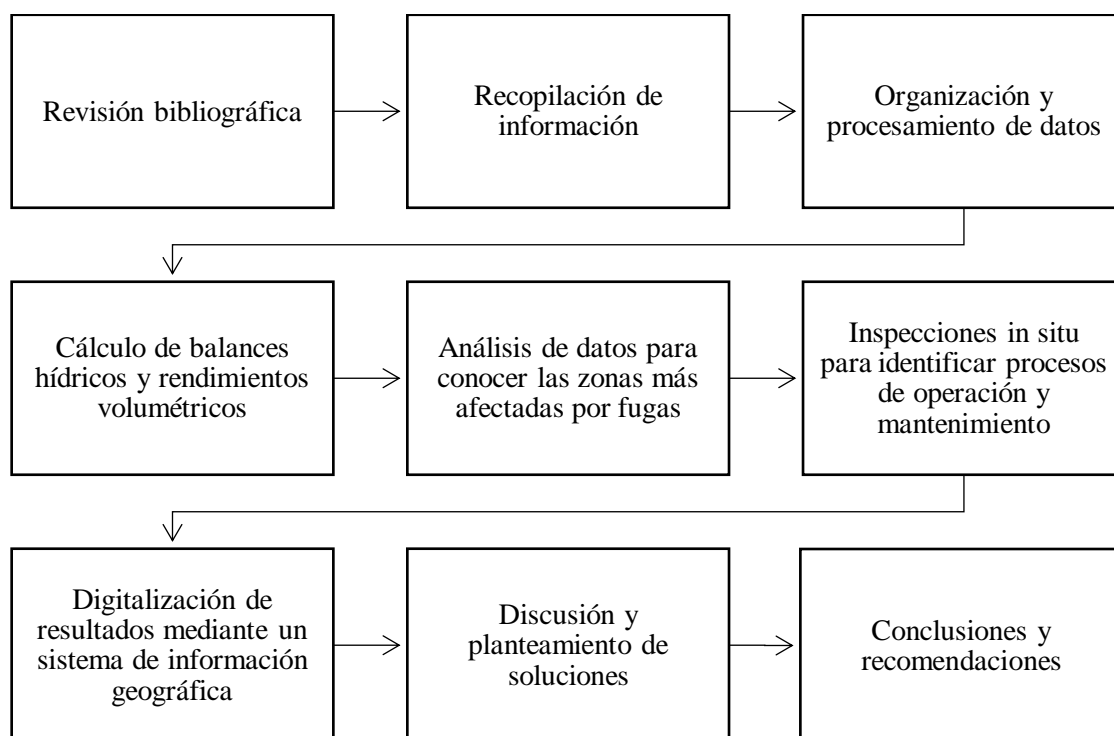 Revisión bibliográfica
Recopilación de
información
Organización y
procesamiento de datos
Cálculo de balances
hídricos y rendimientos
volumétricos
Análisis de datos para
conocer las zonas más
afectadas por fugas
Inspecciones in situ
para identificar procesos
de operación y
mantenimiento
Digitalización de
resultados mediante un
sistema de información
geográfica
Discusión y
planteamiento de
soluciones
Conclusiones y
recomendaciones